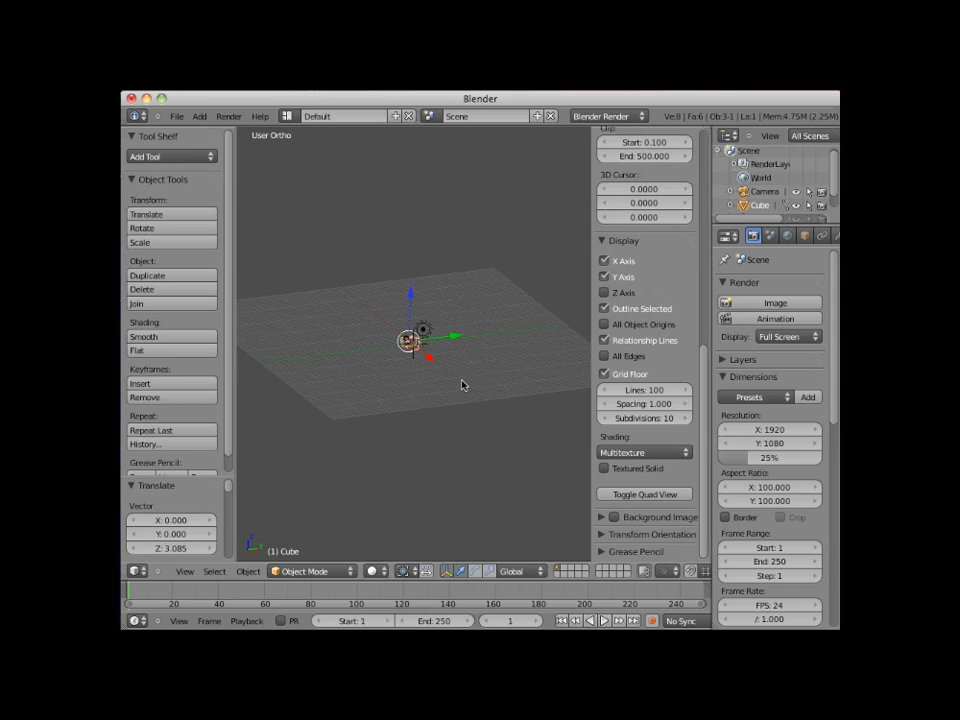 Blender
File Add Render Help Default Scene Blender Render Ve:8 | Fa:6 | Ob:3-1 | La:1 | Mem:4.75M (2.25M)
Tool Shelf
Add Tool
Object Tools
Transform:
Translate
Rotate
Scale
Object:
Duplicate
Delete
Join
Shading:
Smooth
Flat
Keyframes:
Insert
Remove
Repeat:
Repeat Last
History...
Grease Pencil:
Translate
Vector
X: 0.000
Y: 0.000
Z: 3.085
User Ortho
(1) Cube
Clip:
Start: 0.100
End: 500.000
3D Cursor:
0.0000
0.0000
0.0000
Display
X Axis
Y Axis
Z Axis
Outline Selected
All Object Origins
Relationship Lines
All Edges
Grid Floor
Lines: 100
Spacing: 1.000
Subdivisions: 10
Shading:
Multitexture
Textured Solid
Toggle Quad View
Background Image
Transform Orientation
Grease Pencil
View All Scenes
Scene
RenderLay
World
Camera
Cube
Scene
Render
Image
Animation
Display: Full Screen
Layers
Dimensions
Presets Add
Resolution:
X: 1920
Y: 1080
25%
Aspect Ratio:
X: 100.000
Y: 100.000
Border Crop
Frame Range:
Start: 1
End: 250
Step: 1
Frame Rate:
FPS: 24
/: 1.000
View Select Object Object Mode Global
20 40 60 80 100 120 140 160 180 200 220 240
View Frame Playback PR Start: 1 End: 250 1 No Sync